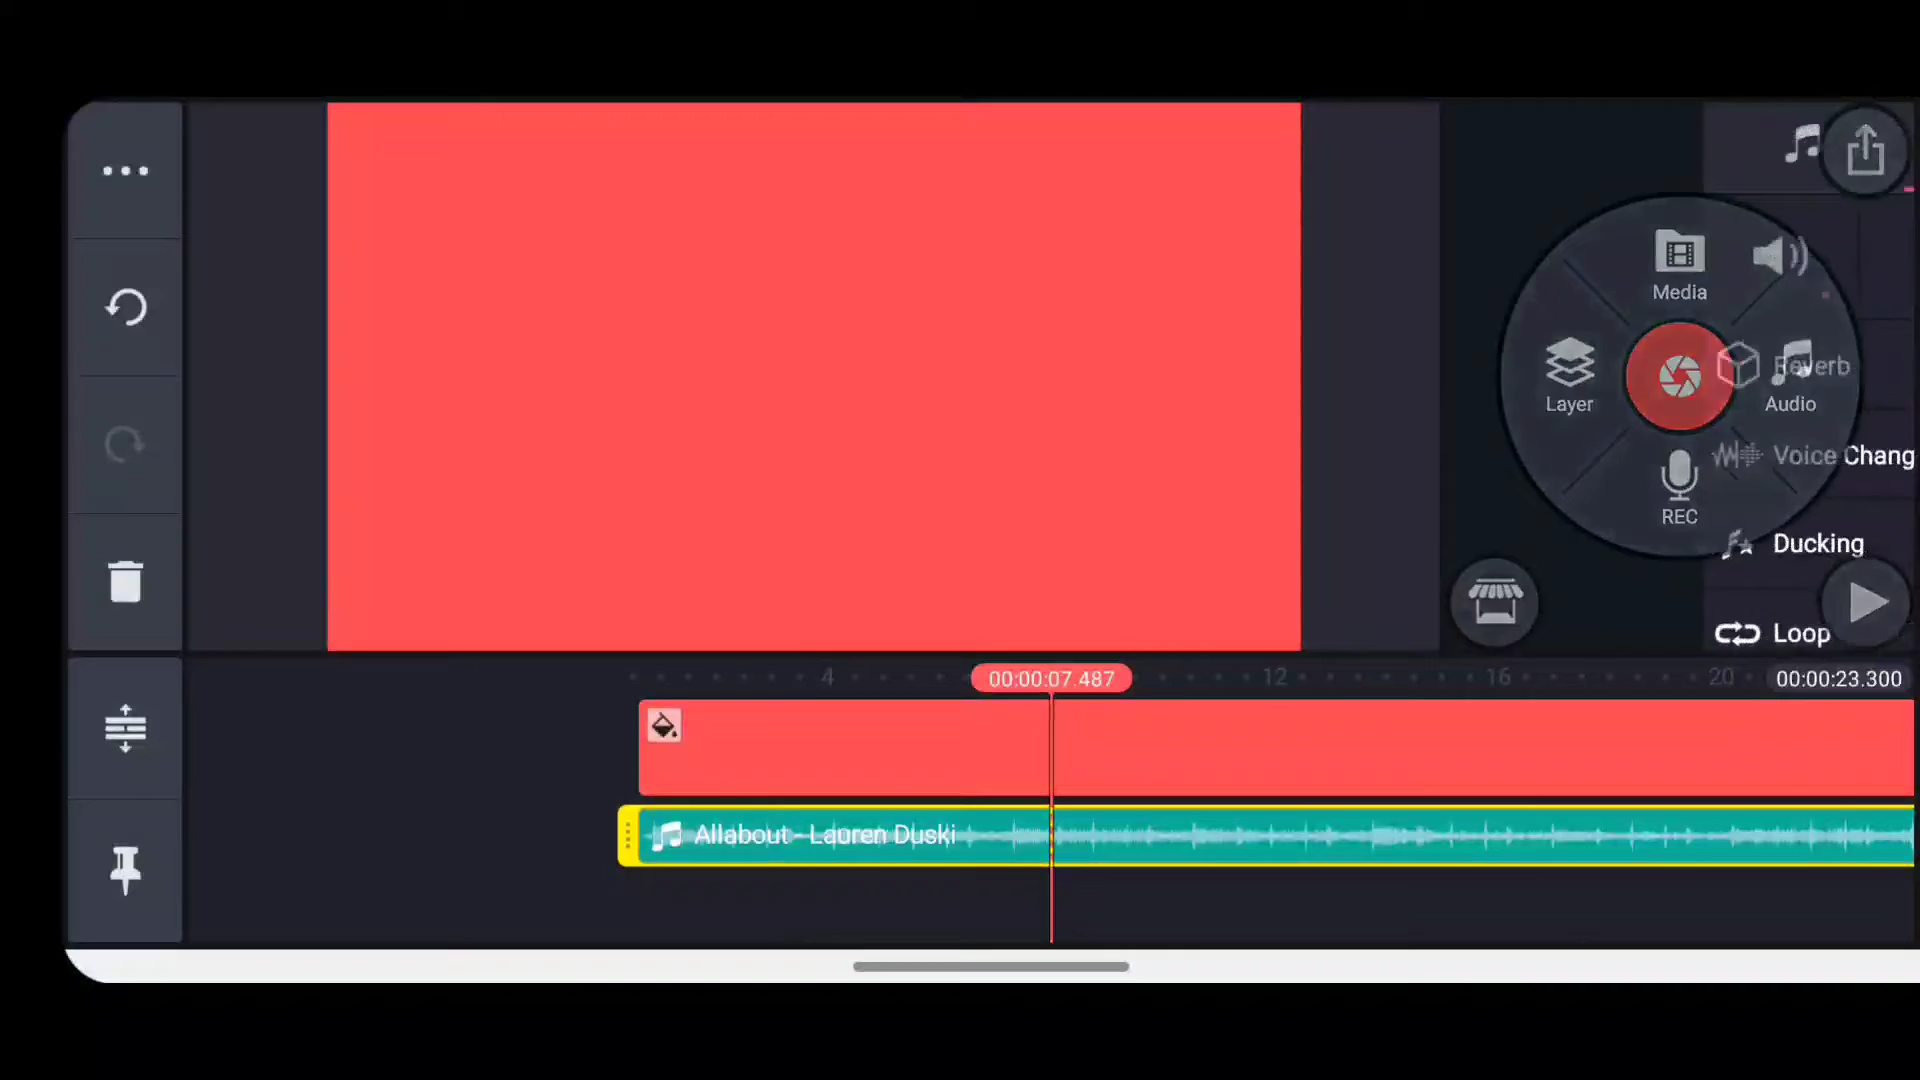 Media
Layer
Reverb
Audio
Voice Chang
REC
Ducking
Loop
4
00:00:07.487
12
16
20
00:00:23.300
Allabout - Lauren Duski